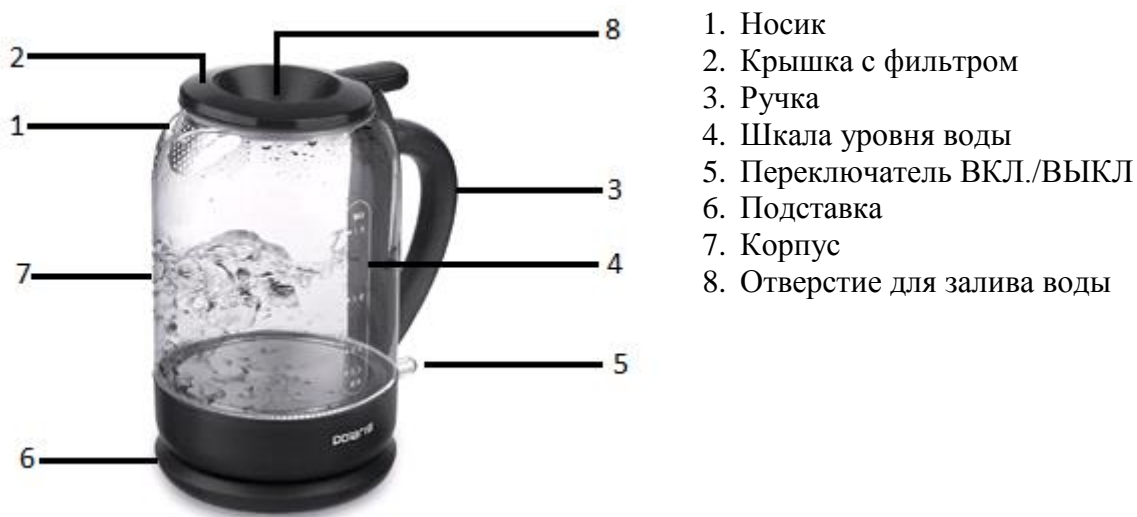 8
2
1
3
4
7
5
6
polaris
1. Носик
2. Крышка с фильтром
3. Ручка
4. Шкала уровня воды
5. Переключатель ВКЛ./ВЫКЛ
6. Подставка
7. Корпус
8. Отверстие для залива воды